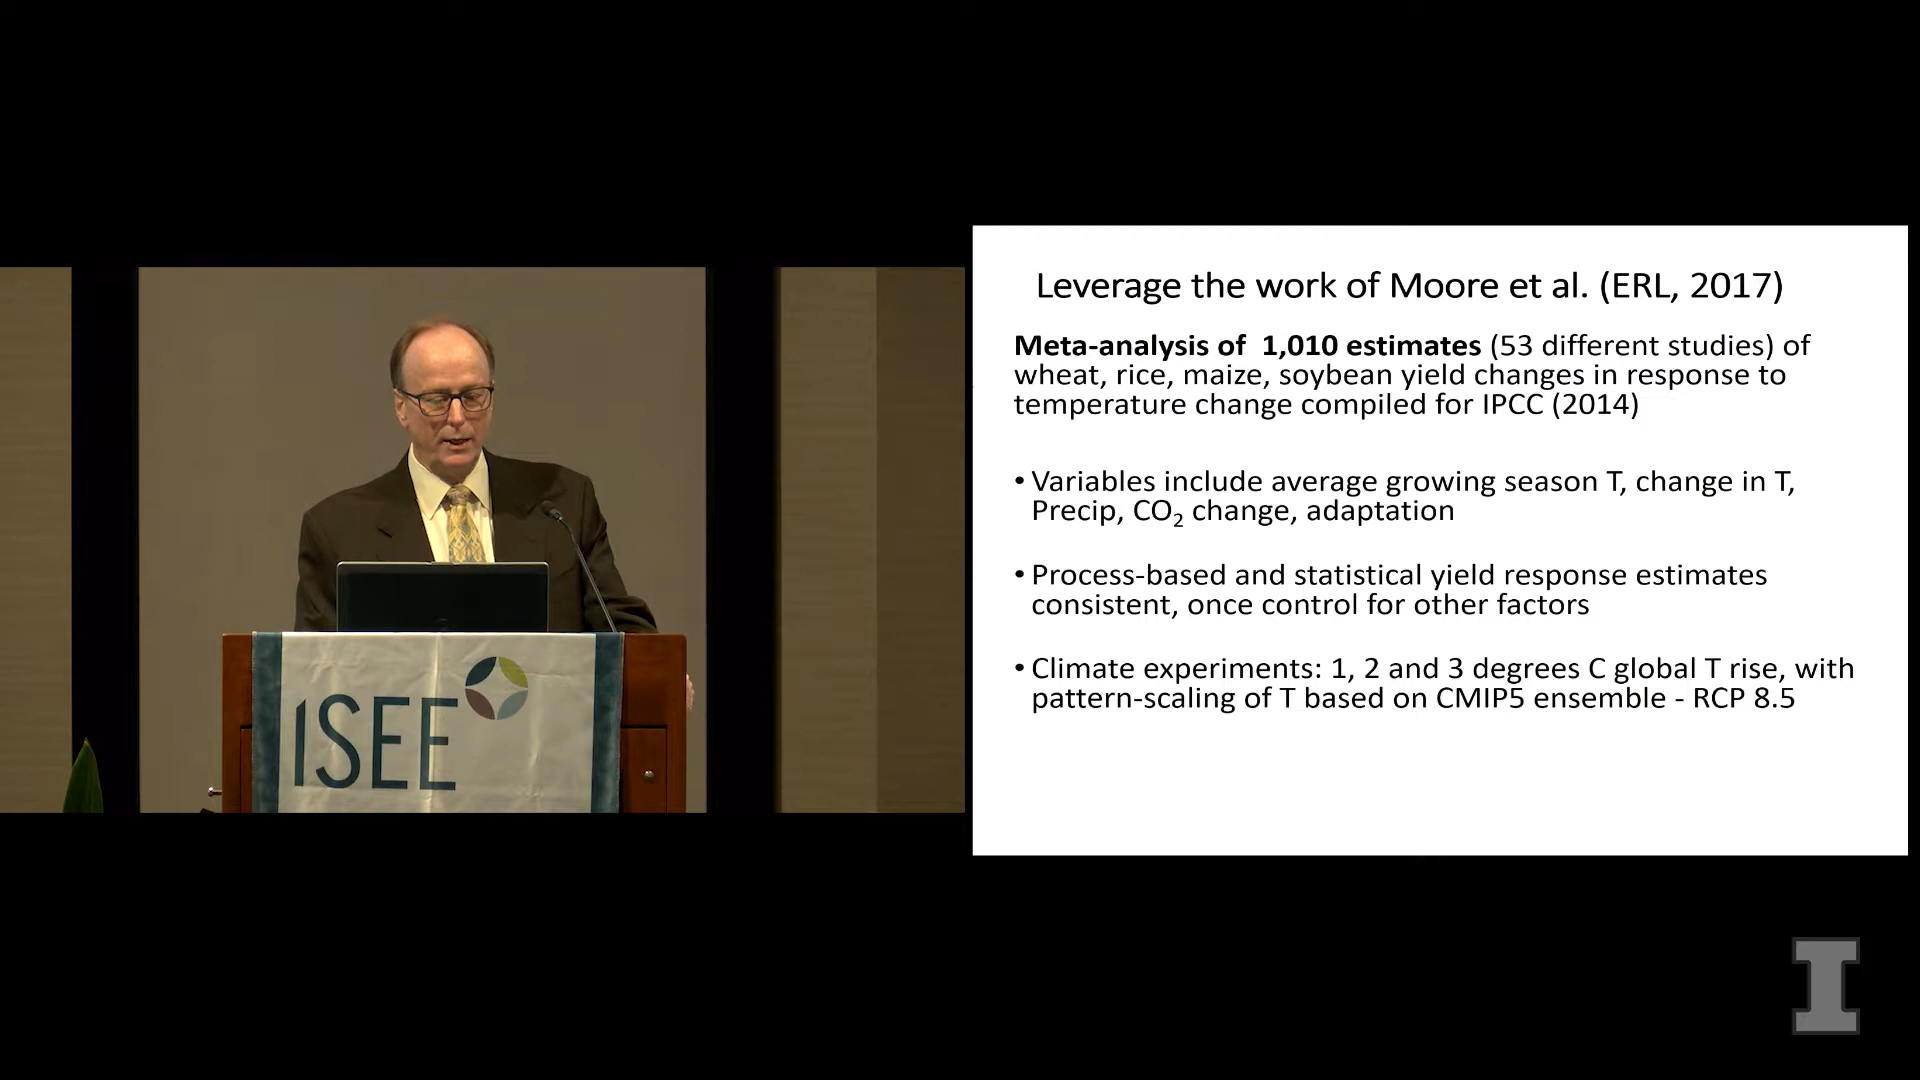 ISEE
Leverage the work of Moore et al. (ERL, 2017)
Meta-analysis of 1,010 estimates (53 different studies) of
wheat, rice, maize, soybean yield changes in response to
temperature change compiled for IPCC (2014)
• Variables include average growing season T, change in T,
Precip, CO₂ change, adaptation
• Process-based and statistical yield response estimates
consistent, once control for other factors
• Climate experiments: 1, 2 and 3 degrees C global T rise, with
pattern-scaling of T based on CMIP5 ensemble - RCP 8.5
I